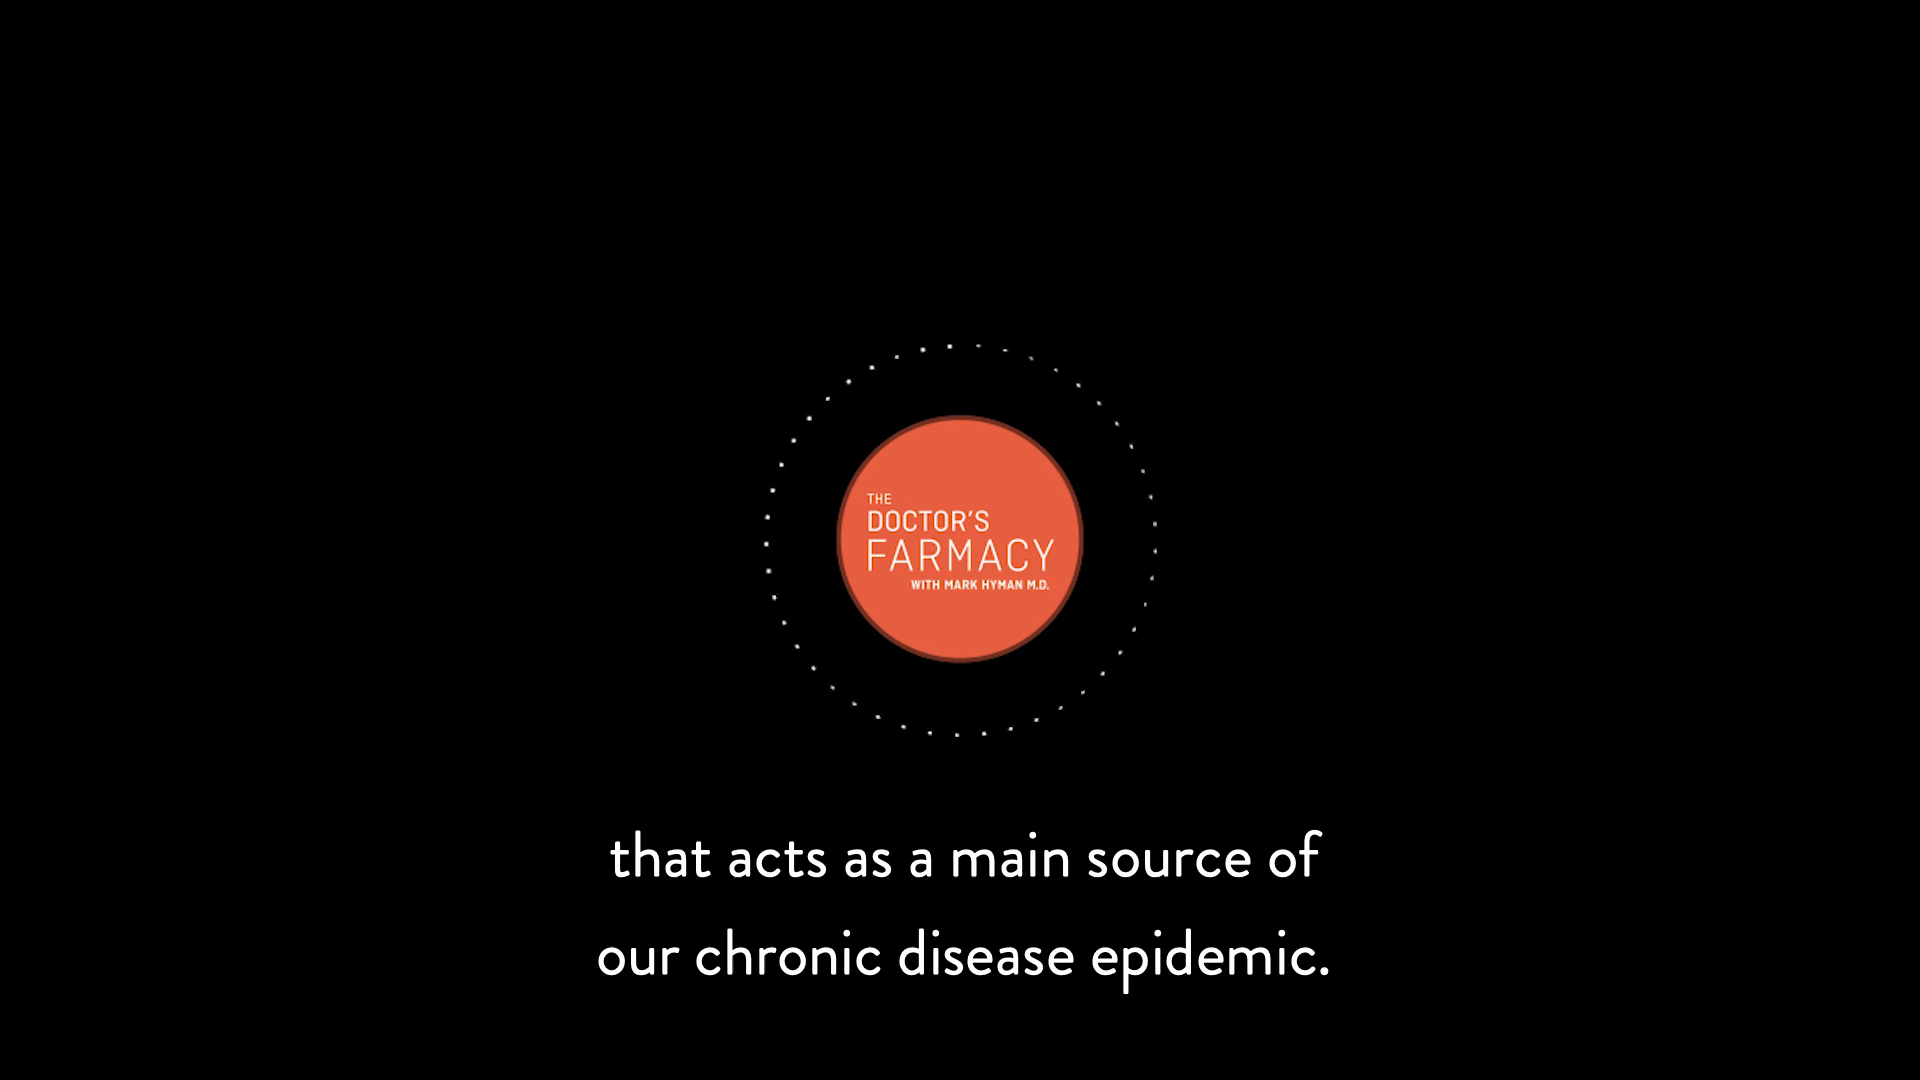 THE
DOCTOR'S
FARMACY
WITH MARK HYMAN M.D.
that acts as a main source of
our chronic disease epidemic.